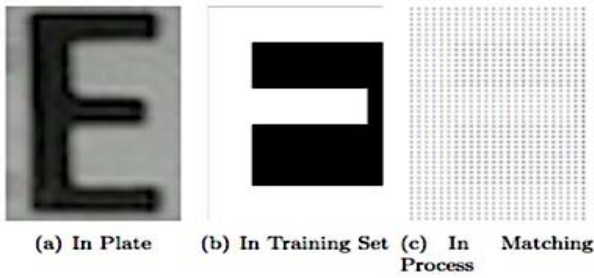 E
E
(a) In Plate
(b) In Training Set
(c) In Matching Process